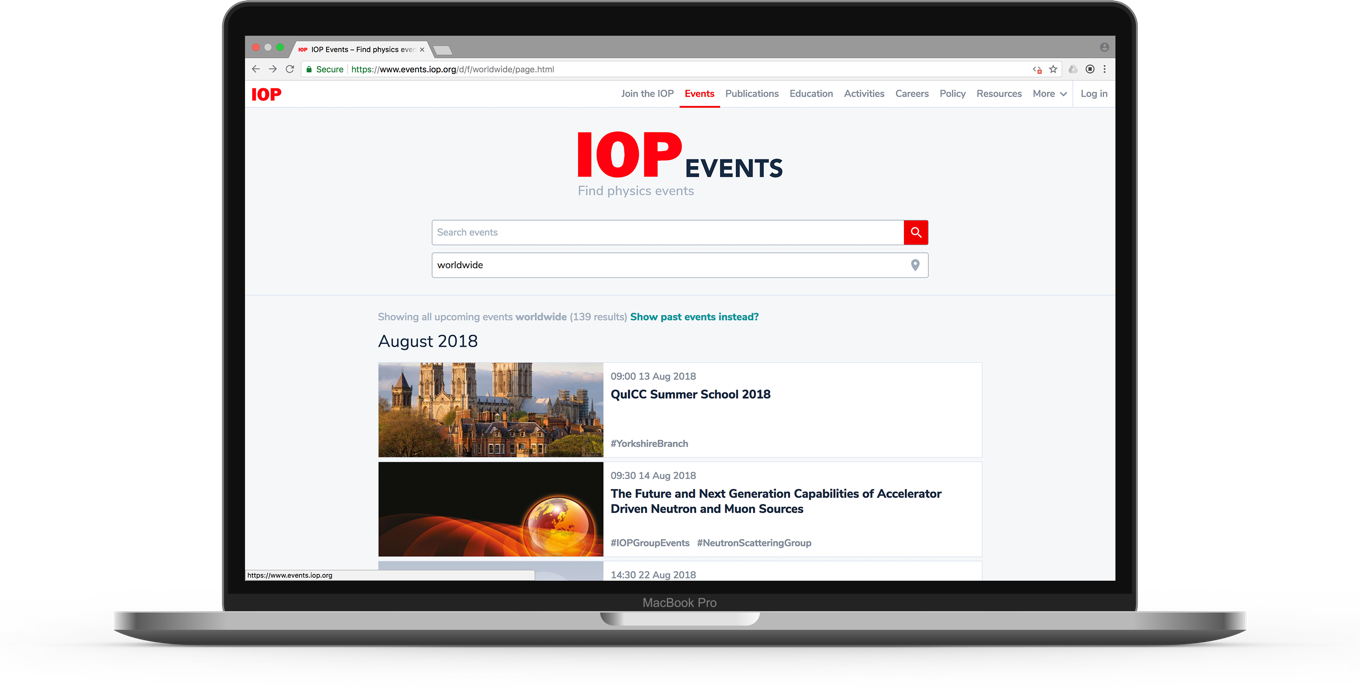 IOP IOP Events – Find physics even
Secure https://www.events.iop.org/d/f/worldwide/page.html
IOP Join the IOP Events Publications Education Activities Careers Policy Resources More Log in
IOP EVENTS
Find physics events
Search events
worldwide
Showing all upcoming events worldwide (139 results) Show past events instead?
August 2018
09:00 13 Aug 2018
QuICC Summer School 2018
#YorkshireBranch
09:30 14 Aug 2018
The Future and Next Generation Capabilities of Accelerator
Driven Neutron and Muon Sources
#IOPGroupEvents #NeutronScatteringGroup
14:30 22 Aug 2018
https://www.events.iop.org
MacBook Pro